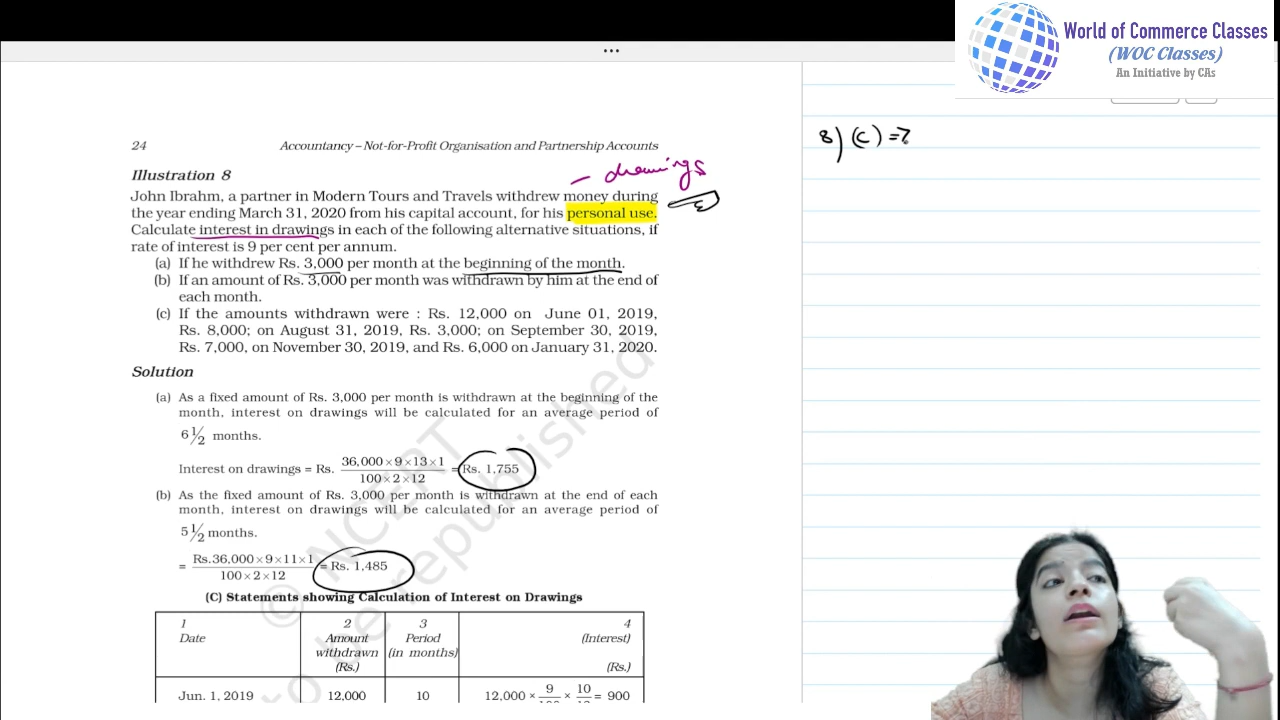 World of Commerce Classes
(WOC Classes)
An Initiative by CAs
8) (C) =?
24 Accountancy – Not-for-Profit Organisation and Partnership Accounts
– drawings
Illustration 8
John Ibrahm, a partner in Modern Tours and Travels withdrew money during
the year ending March 31, 2020 from his capital account, for his personal use.
Calculate interest in drawings in each of the following alternative situations, if
rate of interest is 9 per cent per annum.
(a) If he withdrew Rs. 3,000 per month at the beginning of the month.
(b) If an amount of Rs. 3,000 per month was withdrawn by him at the end of
each month.
(c) If the amounts withdrawn were : Rs. 12,000 on June 01, 2019,
Rs. 8,000; on August 31, 2019, Rs. 3,000; on September 30, 2019,
Rs. 7,000, on November 30, 2019, and Rs. 6,000 on January 31, 2020.
Solution
(a) As a fixed amount of Rs. 3,000 per month is withdrawn at the beginning of the
month, interest on drawings will be calculated for an average period of
6 1/2 months.
Interest on drawings = Rs. 36,000×9×13×1 / 100×2×12 = Rs. 1,755
(b) As the fixed amount of Rs. 3,000 per month is withdrawn at the end of each
month, interest on drawings will be calculated for an average period of
5 1/2 months.
= Rs.36,000×9×11×1 / 100×2×12 = Rs. 1,485
(C) Statements showing Calculation of Interest on Drawings
1 2 3 4
Date Amount Period (Interest)
withdrawn (in months)
(Rs.) (Rs.)
Jun. 1, 2019 12,000 10 12,000 × 9/100 × 10/12 = 900
© NCERT
to be republished